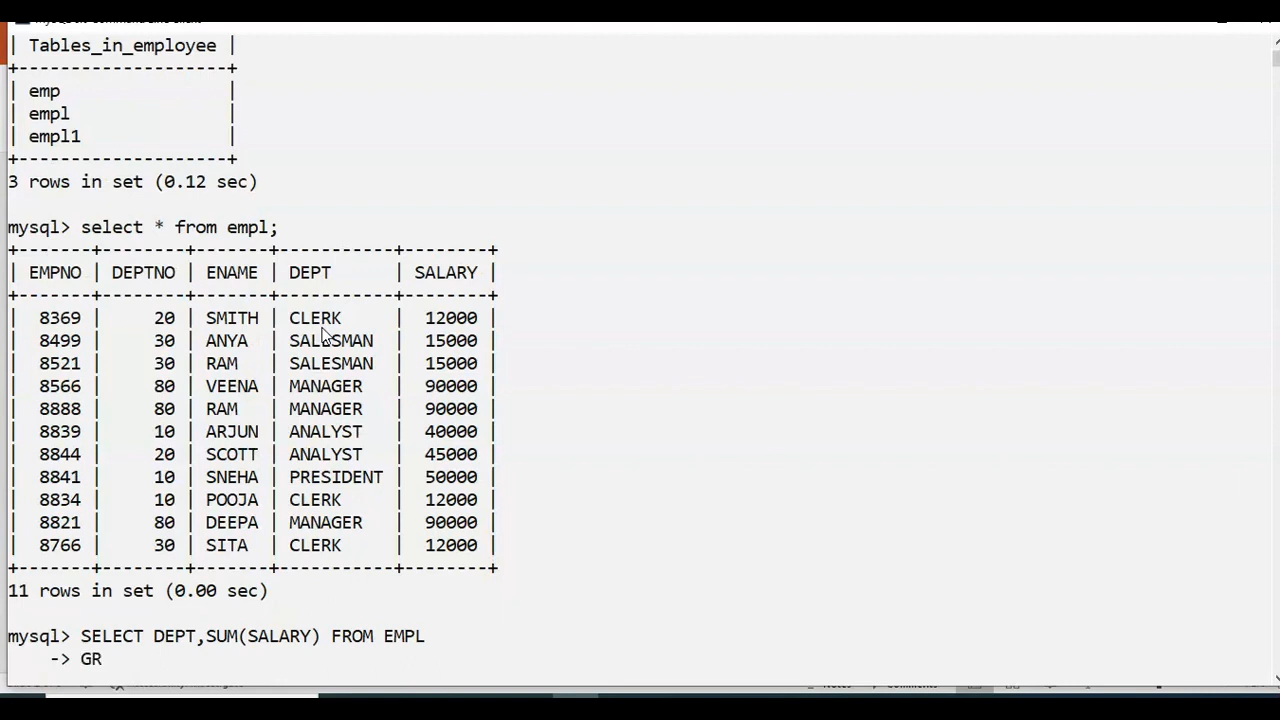 | Tables_in_employee |
+--------------------+
| emp                |
| empl               |
| empl1              |
+--------------------+
3 rows in set (0.12 sec)
mysql> select * from empl;
+-------+--------+-------+-----------+--------+
| EMPNO | DEPTNO | ENAME | DEPT      | SALARY |
+-------+--------+-------+-----------+--------+
|  8369 |     20 | SMITH | CLERK     |  12000 |
|  8499 |     30 | ANYA  | SALESMAN  |  15000 |
|  8521 |     30 | RAM   | SALESMAN  |  15000 |
|  8566 |     80 | VEENA | MANAGER   |  90000 |
|  8888 |     80 | RAM   | MANAGER   |  90000 |
|  8839 |     10 | ARJUN | ANALYST   |  40000 |
|  8844 |     20 | SCOTT | ANALYST   |  45000 |
|  8841 |     10 | SNEHA | PRESIDENT |  50000 |
|  8834 |     10 | POOJA | CLERK     |  12000 |
|  8821 |     80 | DEEPA | MANAGER   |  90000 |
|  8766 |     30 | SITA  | CLERK     |  12000 |
+-------+--------+-------+-----------+--------+
11 rows in set (0.00 sec)
mysql> SELECT DEPT,SUM(SALARY) FROM EMPL
    -> GR